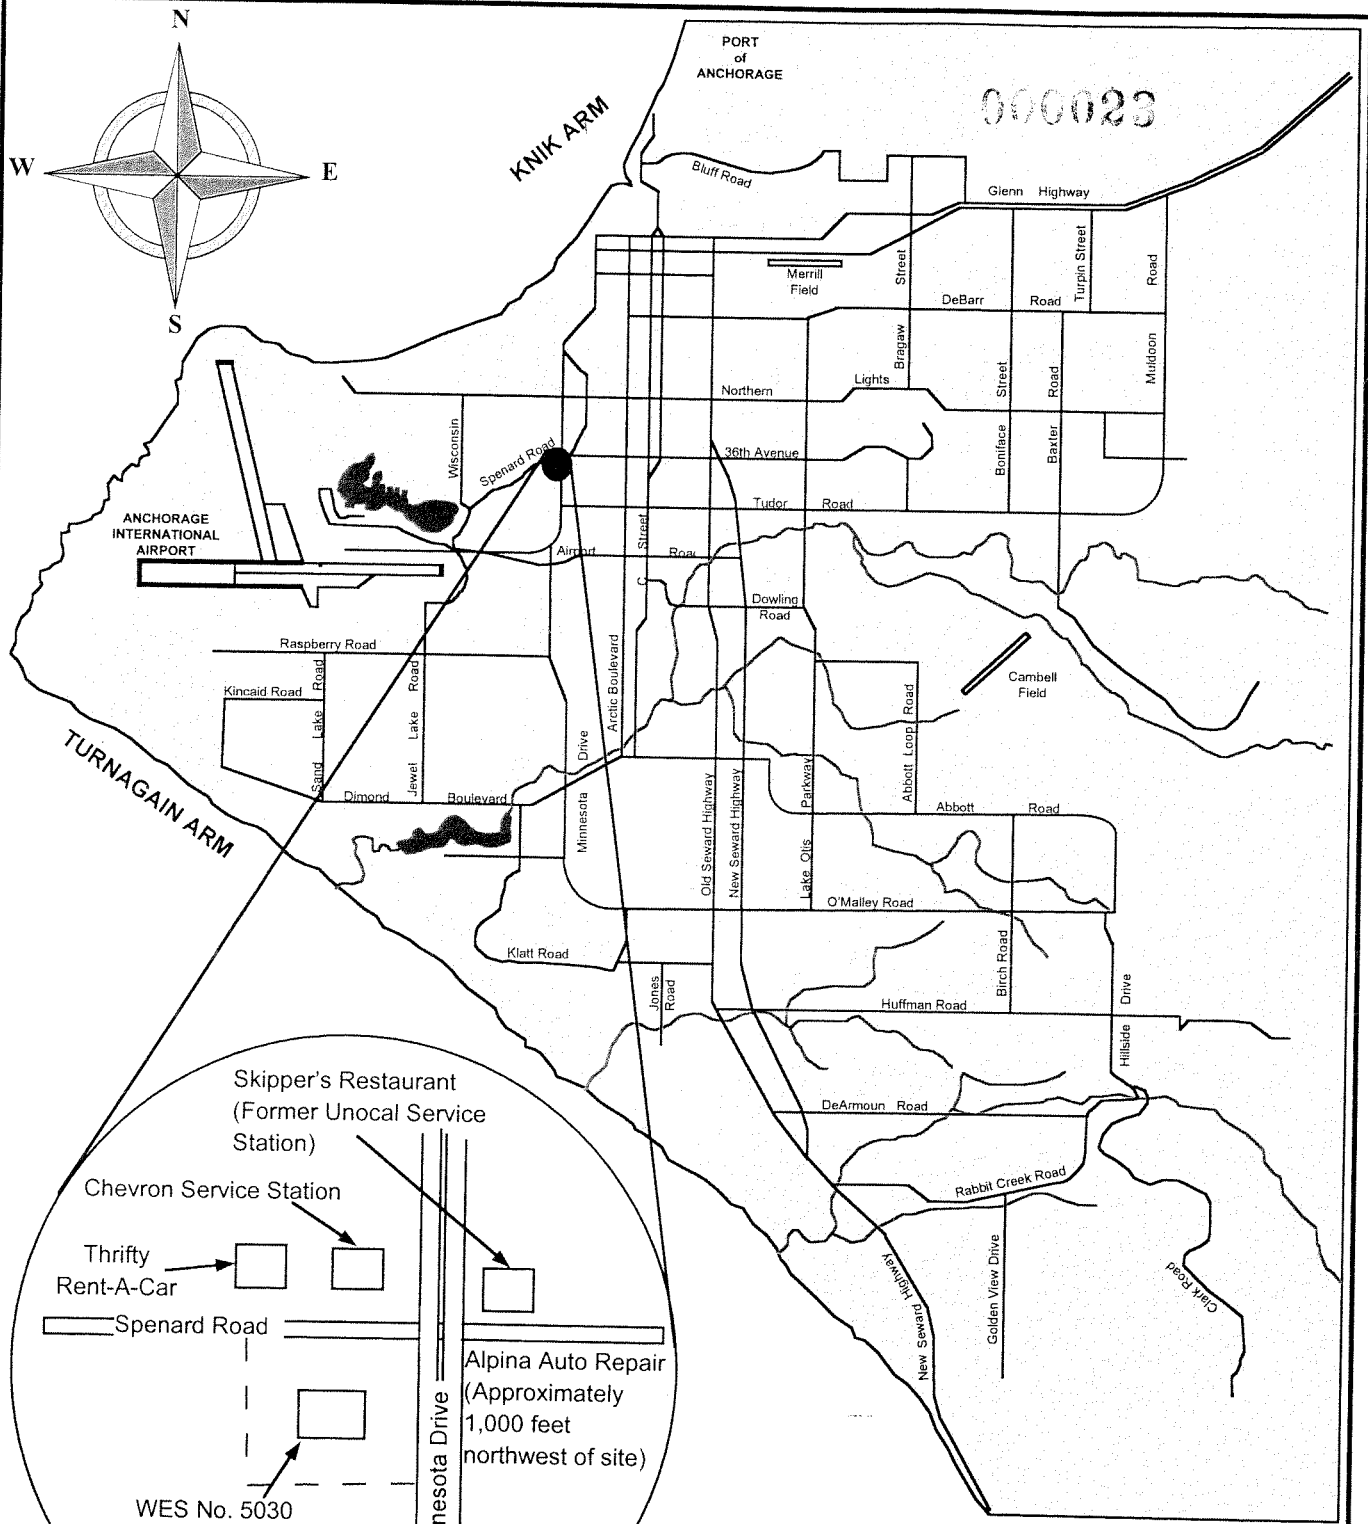 N
W
E
S
PORT
of
ANCHORAGE
000023
KNIK ARM
Bluff Road
Glenn Highway
Merrill
Field
Bragaw Street
DeBarr Road
Turpin Street
Muldoon Road
Northern Lights
Boniface Street
Baxter Road
Wisconsin
Spenard Road
36th Avenue
Tudor Road
ANCHORAGE
INTERNATIONAL
AIRPORT
Airport Roac
C Street
Dowling
Road
Raspberry Road
Kincaid Road
Sand Lake Road
Jewel Lake Road
Arctic Boulevard
Minnesota Drive
Cambell
Field
Abbott Loop Road
TURNAGAIN ARM
Dimond Boulevard
Old Seward Highway
New Seward Highway
Lake Otis Parkway
Abbott Road
O'Malley Road
Klatt Road
Jones
Road
Birch Road
Huffman Road
Hillside Drive
DeArmoun Road
Rabbit Creek Road
Golden View Drive
Clark Road
New Seward Highway
Skipper's Restaurant
(Former Unocal Service
Station)
Chevron Service Station
Thrifty
Rent-A-Car
Spenard Road
Alpina Auto Repair
(Approximately
1,000 feet
northwest of site)
nesota Drive
WES No. 5030